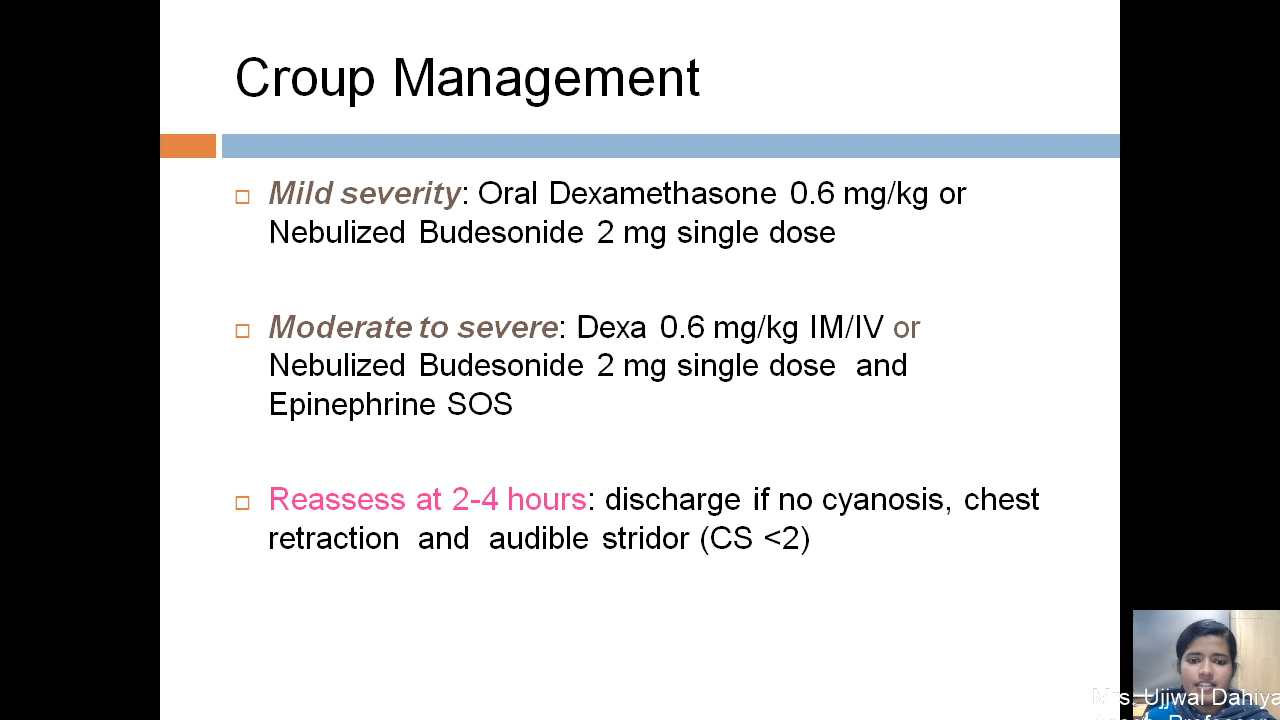 Croup Management
Mild severity: Oral Dexamethasone 0.6 mg/kg or
Nebulized Budesonide 2 mg single dose
Moderate to severe: Dexa 0.6 mg/kg IM/IV or
Nebulized Budesonide 2 mg single dose and
Epinephrine SOS
Reassess at 2-4 hours: discharge if no cyanosis, chest
retraction and audible stridor (CS <2)
Mrs. Ujjwal Dahiya